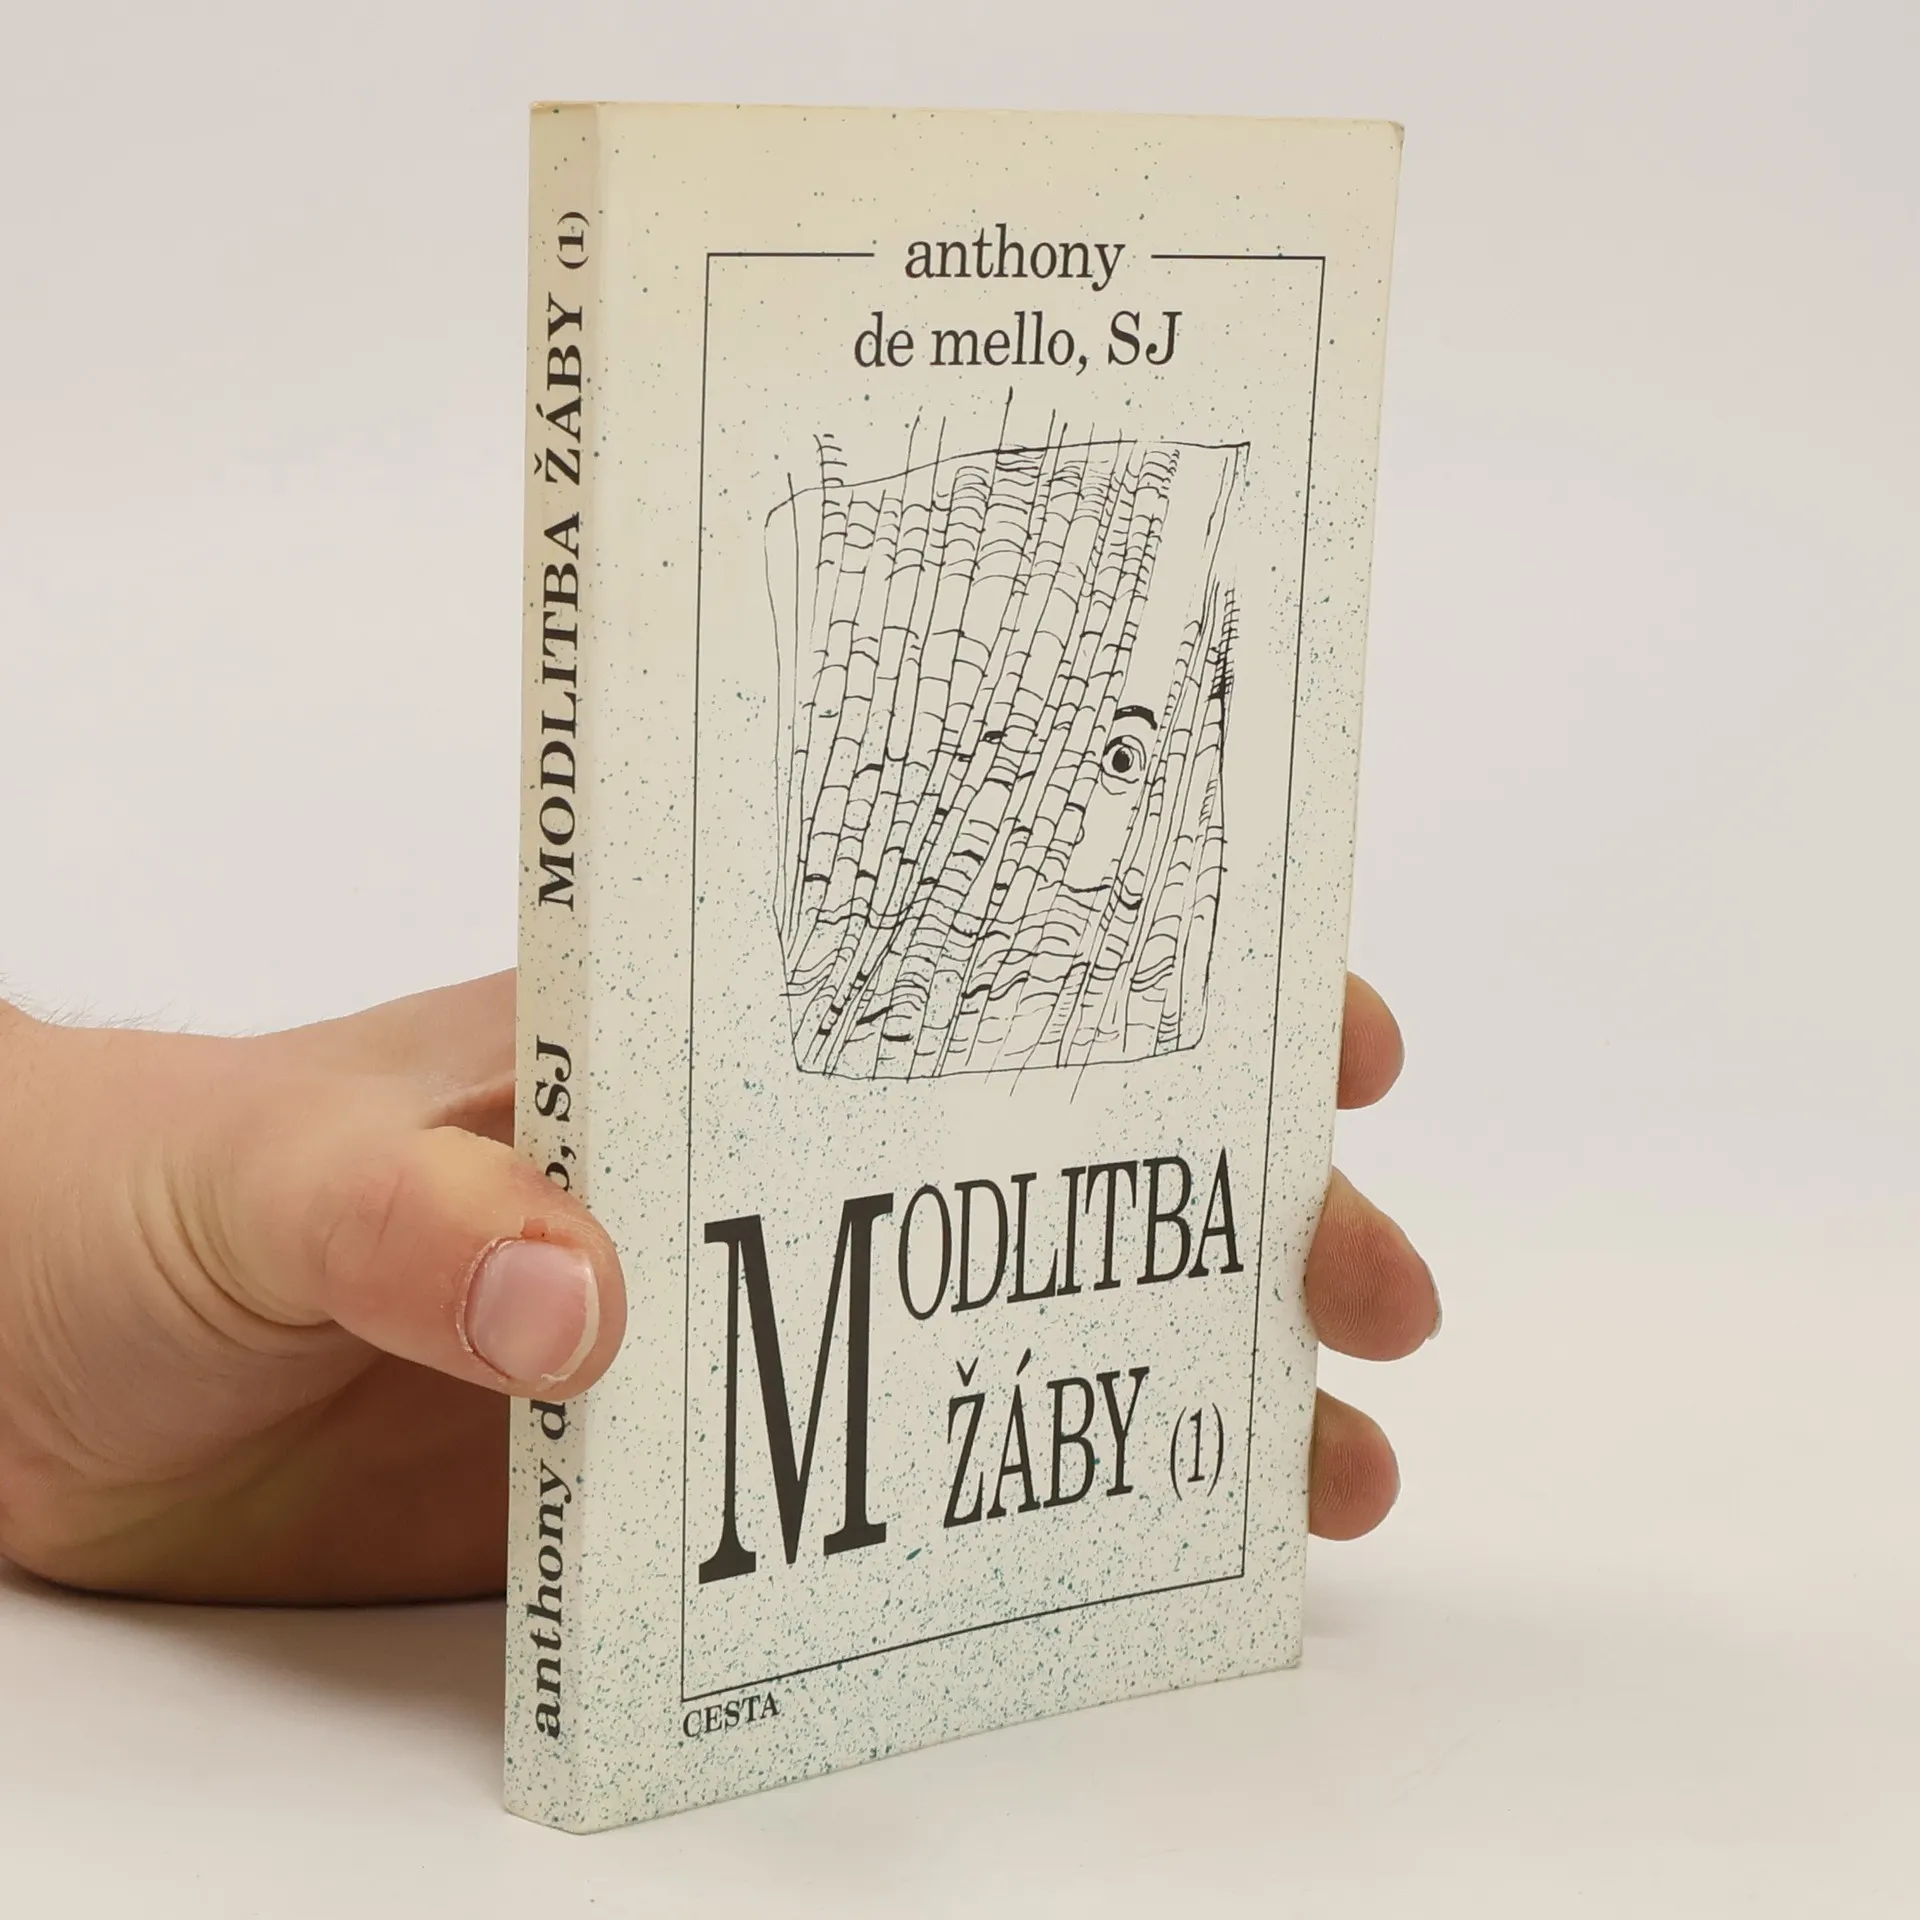 anthony
de mello, SJ
MODLITBA
ŽÁBY (1)
CESTA
anthony SJ MODLITBA ŽÁBY (1)